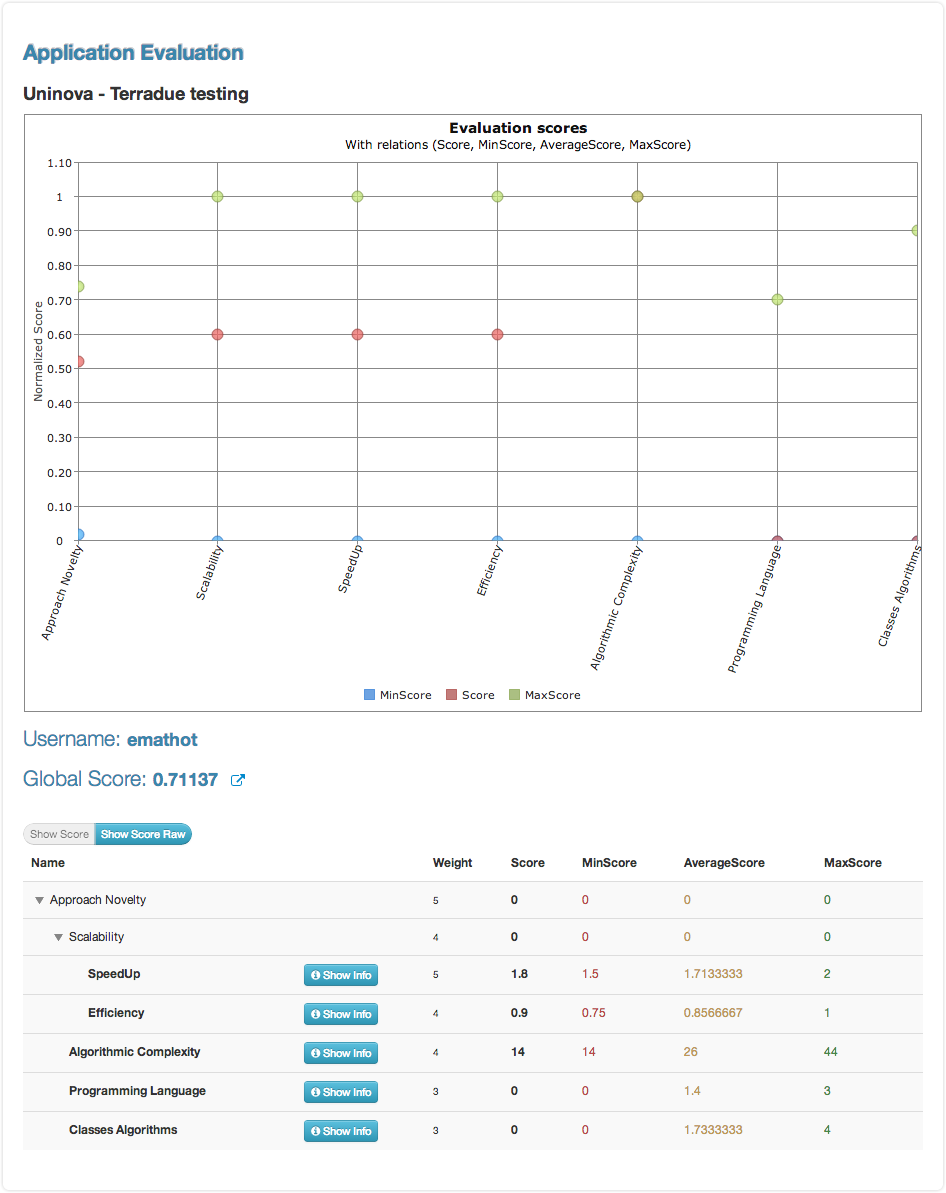 Application Evaluation
Uninova - Terradue testing
Evaluation scores
With relations (Score, MinScore, AverageScore, MaxScore)
Normalized Score
1.10
1
0.90
0.80
0.70
0.60
0.50
0.40
0.30
0.20
0.10
0
Approach Novelty
Scalability
SpeedUp
Efficiency
Algorithmic Complexity
Programming Language
Classes Algorithms
MinScore Score MaxScore
Username: emathot
Global Score: 0.71137
Show Score Show Score Raw
Name Weight Score MinScore AverageScore MaxScore
Approach Novelty 5 0 0 0 0
Scalability 4 0 0 0 0
SpeedUp Show Info 5 1.8 1.5 1.7133333 2
Efficiency Show Info 4 0.9 0.75 0.8566667 1
Algorithmic Complexity Show Info 4 14 14 26 44
Programming Language Show Info 3 0 0 1.4 3
Classes Algorithms Show Info 3 0 0 1.7333333 4